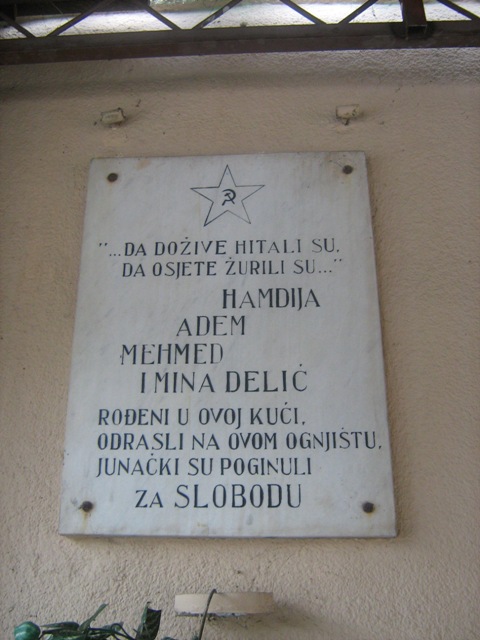 "...DA DOŽIVE HITALI SU,
DA OSJETE ŽURILI SU..."
HAMDIJA
ADEM
MEHMED
I MINA DELIĆ
ROĐENI U OVOJ KUĆI,
ODRASLI NA OVOM OGNJIŠTU,
JUNAČKI SU POGINULI
ZA SLOBODU